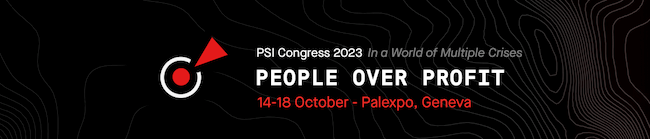 PSI Congress 2023 In a World of Multiple Crises
PEOPLE OVER PROFIT
14-18 October - Palexpo, Geneva